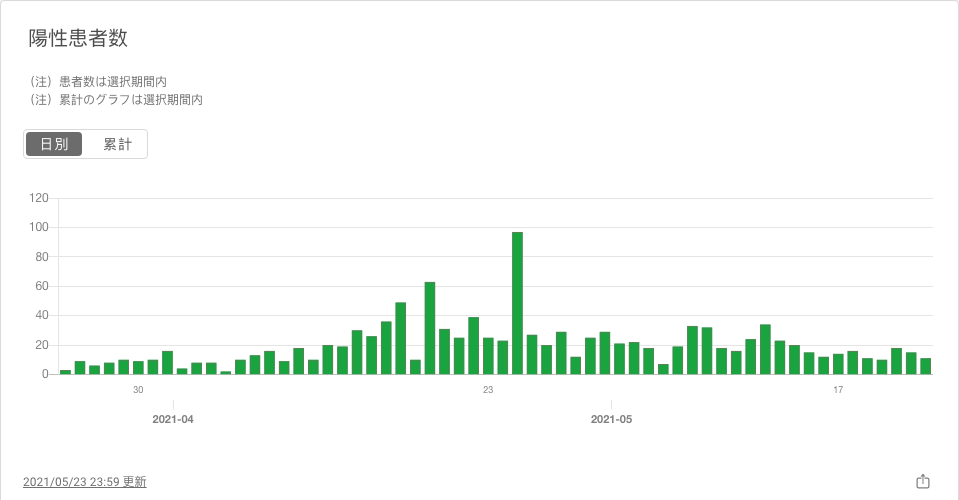 陽性患者数
（注）患者数は選択期間内
（注）累計のグラフは選択期間内
日別 累計
120
100
80
60
40
20
0
30 23 17
2021-04 2021-05
2021/05/23 23:59 更新